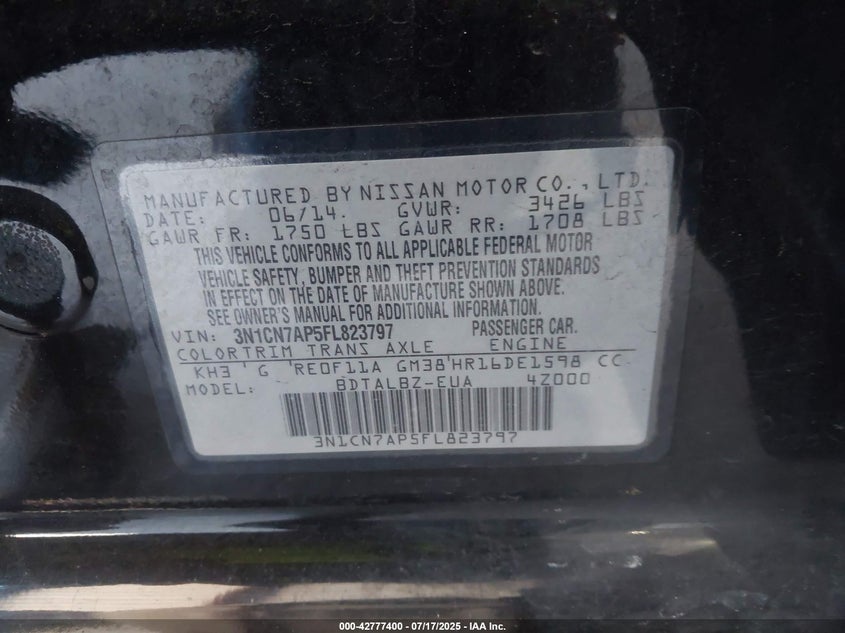 MANUFACTURED BY NISSAN MOTOR CO., LTD.
DATE: 06/14. GVWR: 3426 LBS
GAWR FR: 1750 LBS GAWR RR: 1708 LBS
THIS VEHICLE CONFORMS TO ALL APPLICABLE FEDERAL MOTOR
VEHICLE SAFETY, BUMPER AND THEFT PREVENTION STANDARDS
IN EFFECT ON THE DATE OF MANUFACTURE SHOWN ABOVE.
SEE OWNER'S MANUAL FOR ADDITIONAL INFORMATION.
VIN: 3N1CN7AP5FL823797 PASSENGER CAR.
COLOR TRIM TRANS AXLE ENGINE
KH3 G RE0F11A GM38 HR16DE1598 CC
MODEL: BDTALBZ-EUA 4Z000
3N1CN7AP5FL823797
000-42777400 - 07/17/2025 - IAA Inc.